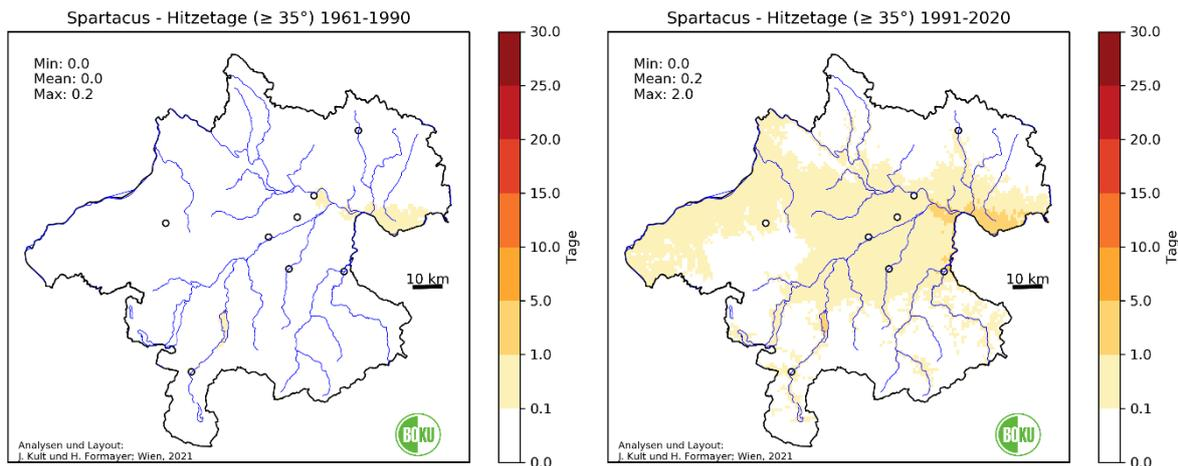 Spartacus - Hitzetage (≥ 35°) 1961-1990
Min: 0.0
Mean: 0.0
Max: 0.2
10 km
Analysen und Layout:
J. Kult und H. Formayer; Wien, 2021
BOKU
30.0
25.0
20.0
15.0
10.0
5.0
1.0
0.1
0.0
Tage
Spartacus - Hitzetage (≥ 35°) 1991-2020
Min: 0.0
Mean: 0.2
Max: 2.0
10 km
Analysen und Layout:
J. Kult und H. Formayer; Wien, 2021
BOKU
30.0
25.0
20.0
15.0
10.0
5.0
1.0
0.1
0.0
Tage